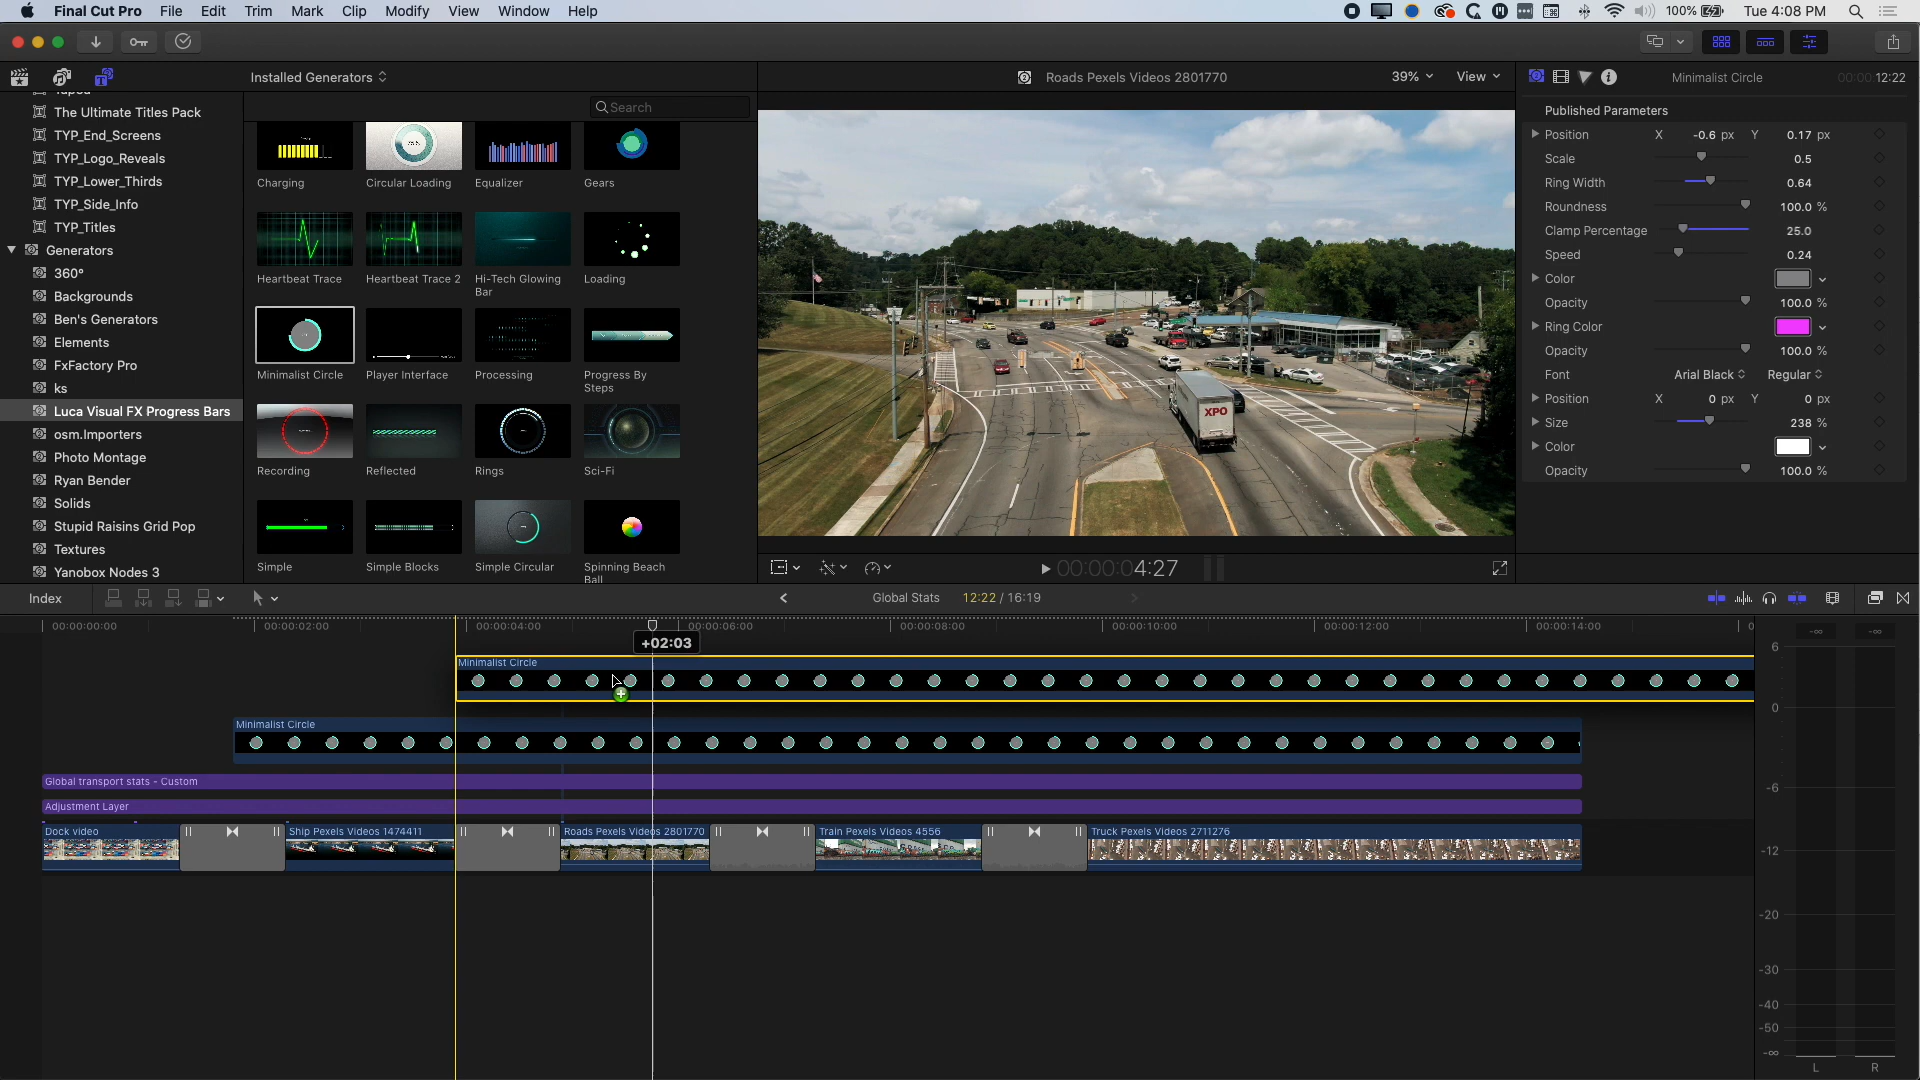 Final Cut Pro File Edit Trim Mark Clip Modify View Window Help
100% Tue 4:08 PM
Installed Generators
Roads Pexels Videos 2801770
39% View
Minimalist Circle
00:00:12:22
Search
The Ultimate Titles Pack
TYP_End_Screens
TYP_Logo_Reveals
TYP_Lower_Thirds
TYP_Side_Info
TYP_Titles
Generators
360°
Backgrounds
Ben's Generators
Elements
FxFactory Pro
ks
Luca Visual FX Progress Bars
osm.Importers
Photo Montage
Ryan Bender
Solids
Stupid Raisins Grid Pop
Textures
Yanobox Nodes 3
Charging
Circular Loading
Equalizer
Gears
Heartbeat Trace
Heartbeat Trace 2
Hi-Tech Glowing Bar
Loading
Minimalist Circle
Player Interface
Processing
Progress By Steps
Recording
Reflected
Rings
Sci-Fi
Simple
Simple Blocks
Simple Circular
Spinning Beach Ball
XPO
Published Parameters
Position X -0.6 px Y 0.17 px
Scale 0.5
Ring Width 0.64
Roundness 100.0 %
Clamp Percentage 25.0
Speed 0.24
Color
Opacity 100.0 %
Ring Color
Opacity 100.0 %
Font Arial Black Regular
Position X 0 px Y 0 px
Size 238 %
Color
Opacity 100.0 %
00:00:04:27
Index
Global Stats 12:22 / 16:19
00:00:00:00 00:00:02:00 00:00:04:00 00:00:06:00 00:00:08:00 00:00:10:00 00:00:12:00 00:00:14:00
+02:03
Minimalist Circle
Minimalist Circle
Global transport stats - Custom
Adjustment Layer
Dock video
Ship Pexels Videos 1474411
Roads Pexels Videos 2801770
Train Pexels Videos 4556
Truck Pexels Videos 2711276
-∞ -∞
6
0
-6
-12
-20
-30
-40
-50
-∞
L R